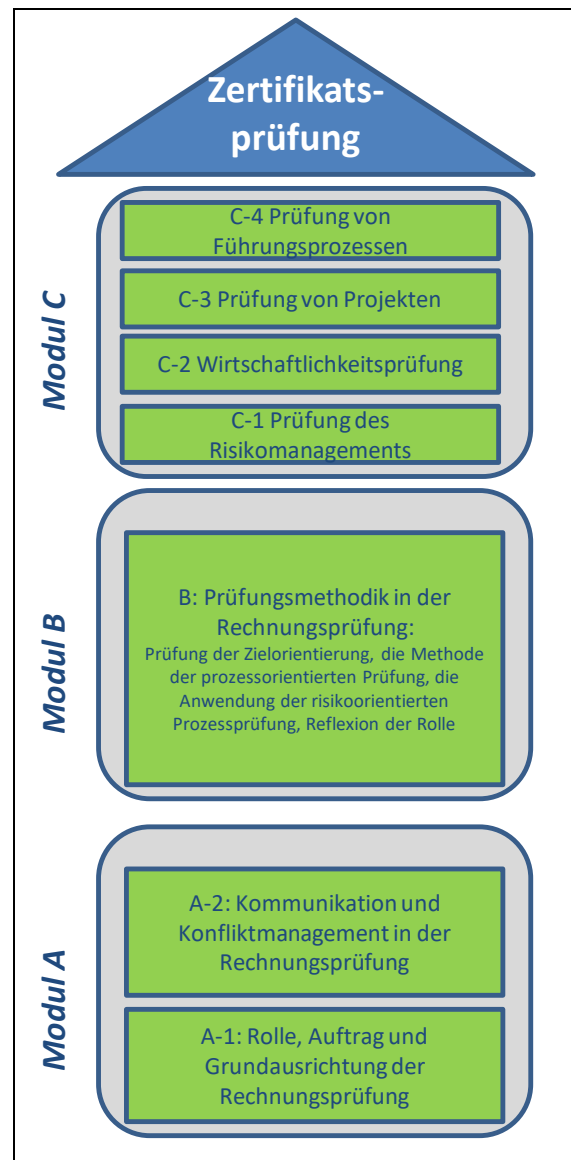 Zertifikats-
prüfung
Modul C
C-4 Prüfung von
Führungsprozessen
C-3 Prüfung von Projekten
C-2 Wirtschaftlichkeitsprüfung
C-1 Prüfung des
Risikomanagements
Modul B
B: Prüfungsmethodik in der
Rechnungsprüfung:
Prüfung der Zielorientierung, die Methode
der prozessorientierten Prüfung, die
Anwendung der risikoorientierten
Prozessprüfung, Reflexion der Rolle
Modul A
A-2: Kommunikation und
Konfliktmanagement in der
Rechnungsprüfung
A-1: Rolle, Auftrag und
Grundausrichtung der
Rechnungsprüfung